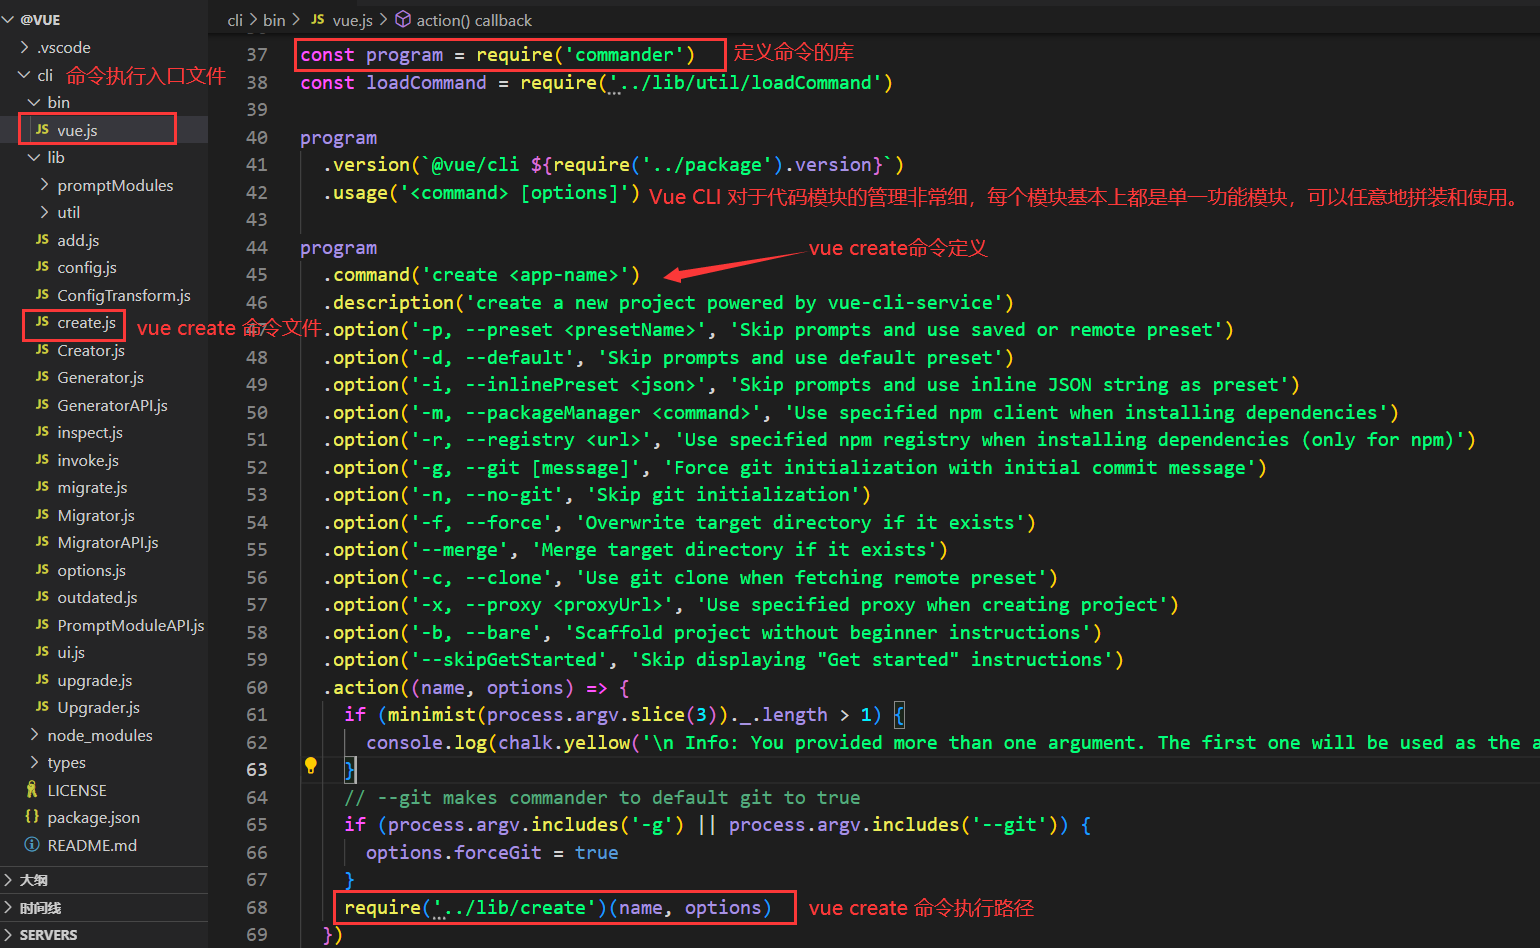 @VUE
.vscode
cli 命令执行入口文件
bin
JS vue.js
lib
promptModules
util
JS add.js
JS config.js
JS ConfigTransform.js
JS create.js vue create 命令文件
JS Creator.js
JS Generator.js
JS GeneratorAPI.js
JS inspect.js
JS invoke.js
JS migrate.js
JS Migrator.js
JS MigratorAPI.js
JS options.js
JS outdated.js
JS PromptModuleAPI.js
JS ui.js
JS upgrade.js
JS Upgrader.js
node_modules
types
LICENSE
{} package.json
README.md
大纲
时间线
SERVERS
cli > bin > JS vue.js > action() callback
37 const program = require('commander') 定义命令的库
38 const loadCommand = require('../lib/util/loadCommand')
39
40 program
41 .version(`@vue/cli ${require('../package').version}`)
42 .usage('<command> [options]') Vue CLI 对于代码模块的管理非常细，每个模块基本上都是单一功能模块，可以任意地拼装和使用。
43
44 program vue create命令定义
45 .command('create <app-name>')
46 .description('create a new project powered by vue-cli-service')
47 .option('-p, --preset <presetName>', 'Skip prompts and use saved or remote preset')
48 .option('-d, --default', 'Skip prompts and use default preset')
49 .option('-i, --inlinePreset <json>', 'Skip prompts and use inline JSON string as preset')
50 .option('-m, --packageManager <command>', 'Use specified npm client when installing dependencies')
51 .option('-r, --registry <url>', 'Use specified npm registry when installing dependencies (only for npm)')
52 .option('-g, --git [message]', 'Force git initialization with initial commit message')
53 .option('-n, --no-git', 'Skip git initialization')
54 .option('-f, --force', 'Overwrite target directory if it exists')
55 .option('--merge', 'Merge target directory if it exists')
56 .option('-c, --clone', 'Use git clone when fetching remote preset')
57 .option('-x, --proxy <proxyUrl>', 'Use specified proxy when creating project')
58 .option('-b, --bare', 'Scaffold project without beginner instructions')
59 .option('--skipGetStarted', 'Skip displaying "Get started" instructions')
60 .action((name, options) => {
61 if (minimist(process.argv.slice(3))._.length > 1) {
62 console.log(chalk.yellow('\n Info: You provided more than one argument. The first one will be used as the a
63 }
64 // --git makes commander to default git to true
65 if (process.argv.includes('-g') || process.argv.includes('--git')) {
66 options.forceGit = true
67 }
68 require('../lib/create')(name, options) vue create 命令执行路径
69 })